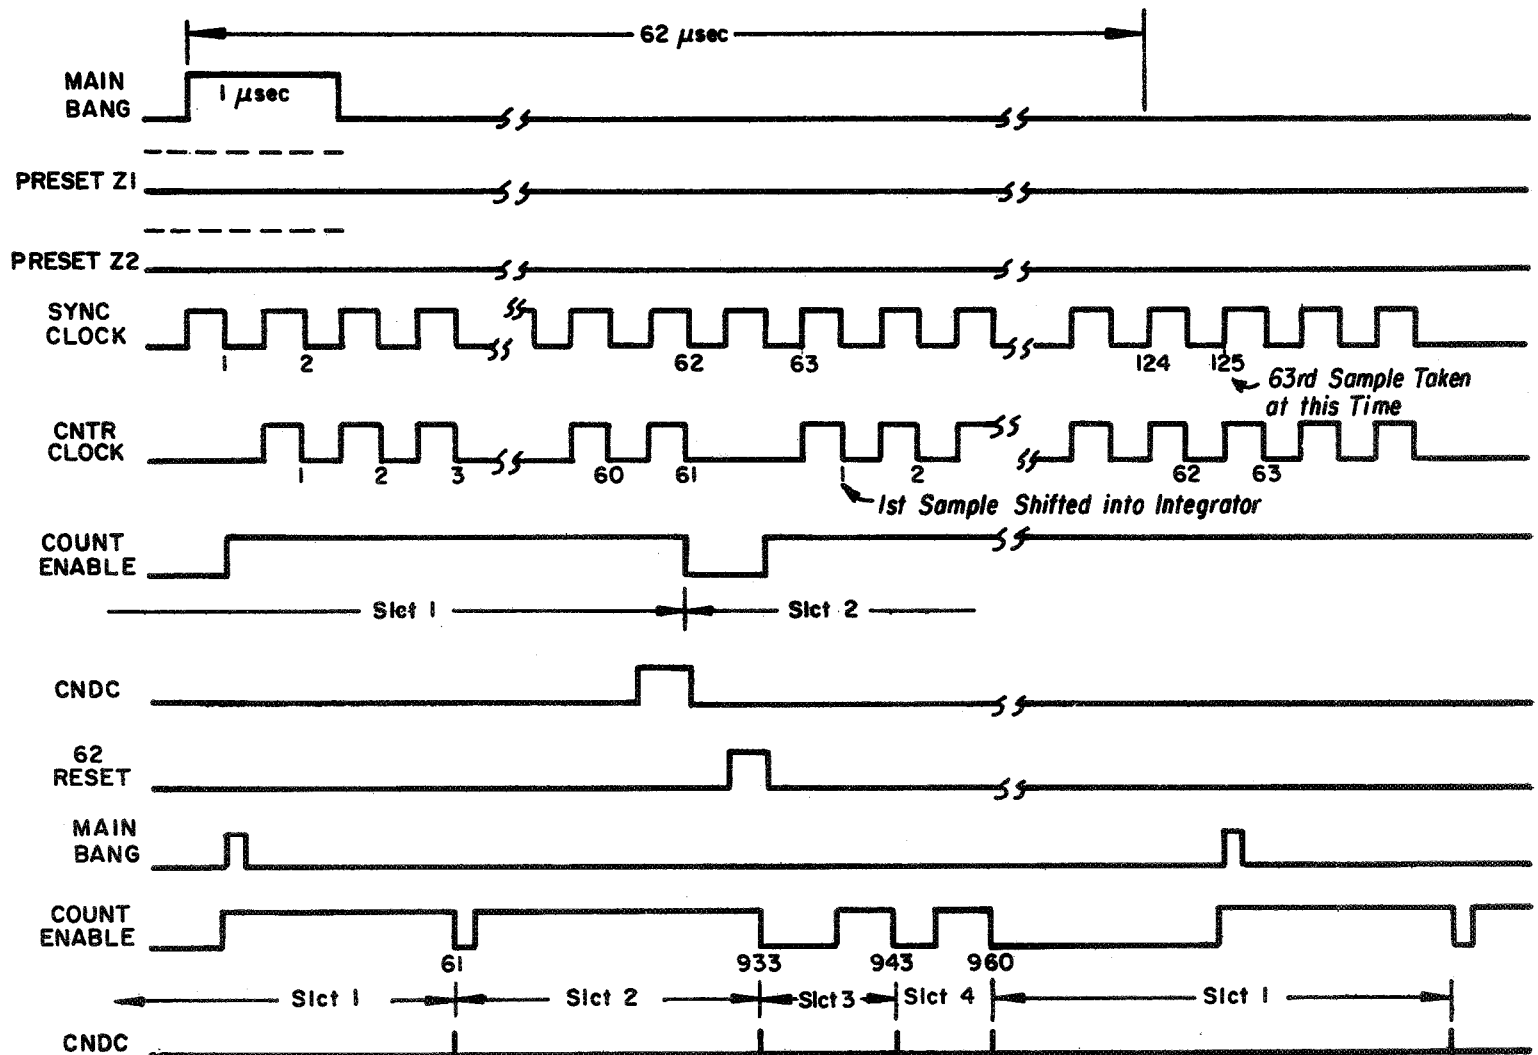 62 μsec
MAIN
BANG
1 μsec
PRESET Z1
PRESET Z2
SYNC
CLOCK
1 2 62 63 124 125
63rd Sample Taken
at this Time
CNTR
CLOCK
1 2 3 60 61 1 2 62 63
1st Sample Shifted into Integrator
COUNT
ENABLE
Slct 1 Slct 2
CNDC
62
RESET
MAIN
BANG
COUNT
ENABLE
61 933 943 960
Slct 1 Slct 2 Slct 3 Slct 4 Slct 1
CNDC